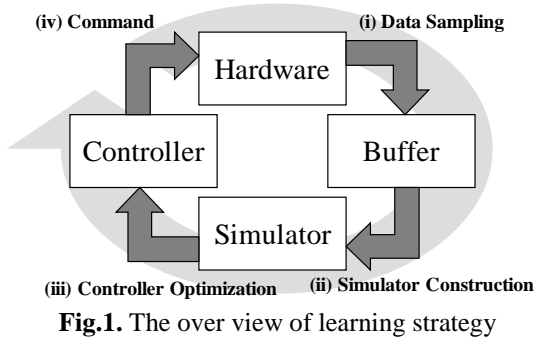 (iv) Command
(i) Data Sampling
Hardware
Controller
Buffer
Simulator
(iii) Controller Optimization
(ii) Simulator Construction
Fig.1. The over view of learning strategy